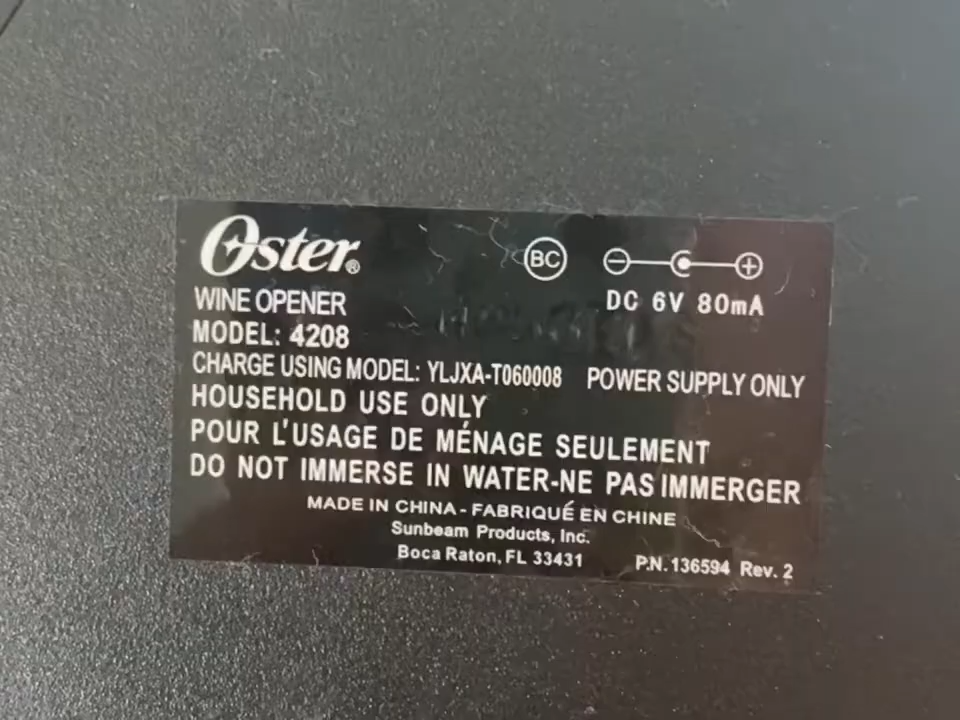 Oster®
BC
DC 6V 80mA
WINE OPENER
MODEL: 4208
CHARGE USING MODEL: YLJXA-T060008 POWER SUPPLY ONLY
HOUSEHOLD USE ONLY
POUR L'USAGE DE MÉNAGE SEULEMENT
DO NOT IMMERSE IN WATER-NE PAS IMMERGER
MADE IN CHINA - FABRIQUÉ EN CHINE
Sunbeam Products, Inc.
Boca Raton, FL 33431
P.N. 136594 Rev. 2